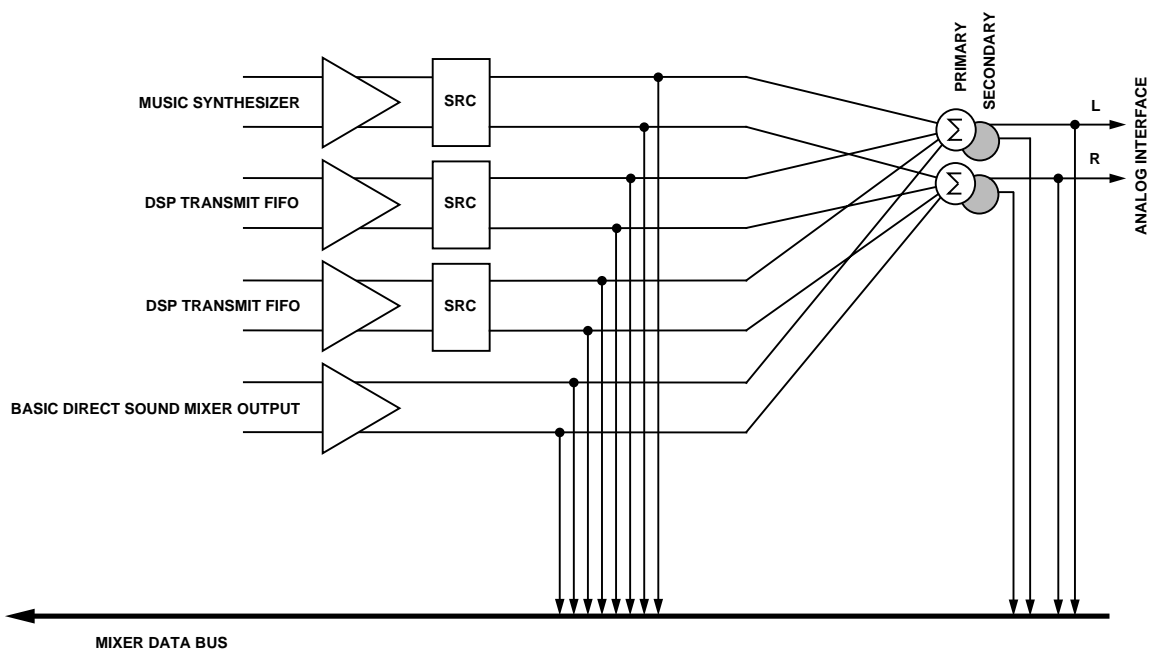 PRIMARY
SECONDARY
ANALOG INTERFACE
MUSIC SYNTHESIZER
SRC
Σ
L
DSP TRANSMIT FIFO
SRC
Σ
R
DSP TRANSMIT FIFO
SRC
BASIC DIRECT SOUND MIXER OUTPUT
MIXER DATA BUS